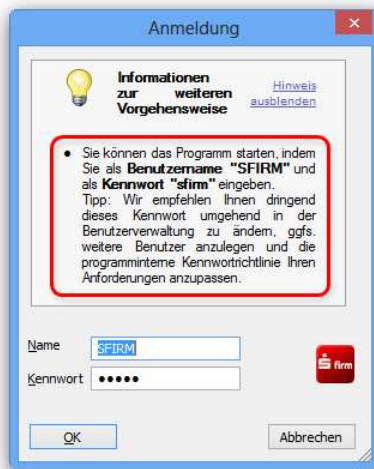 Anmeldung
Informationen
zur weiteren
Vorgehensweise
Hinweis
ausblenden
• Sie können das Programm starten, indem
Sie als Benutzername "SFIRM" und
als Kennwort "sfirm" eingeben.
Tipp: Wir empfehlen Ihnen dringend
dieses Kennwort umgehend in der
Benutzerverwaltung zu ändern, ggfs.
weitere Benutzer anzulegen und die
programminterne Kennwortrichtlinie Ihren
Anforderungen anzupassen.
Name SFIRM
Kennwort •••••
firm
OK Abbrechen